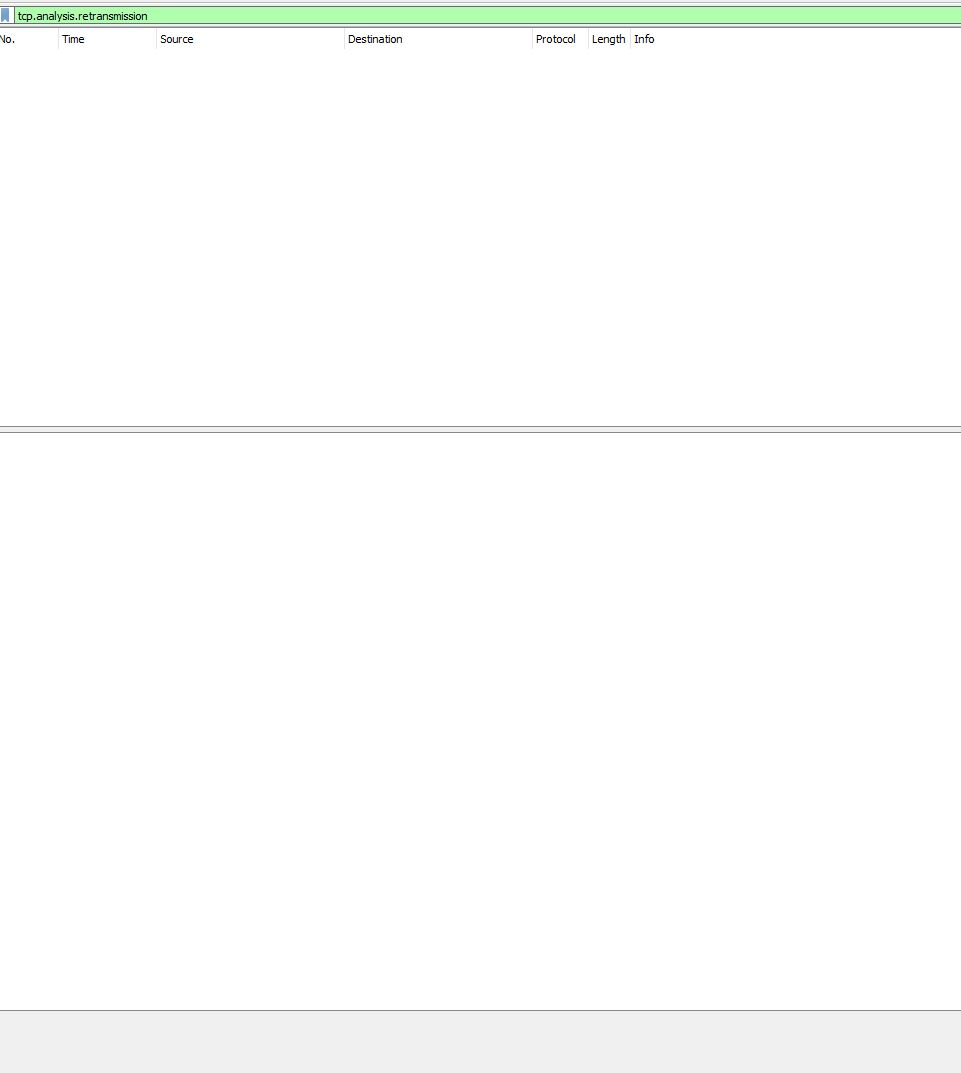 tcp.analysis.retransmission
No. Time Source Destination Protocol Length Info